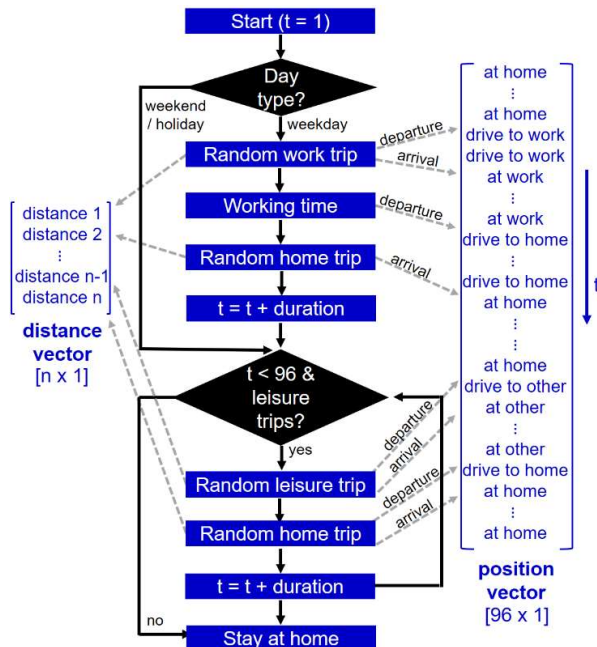 Start (t = 1)
Day
type?
weekend
/ holiday
weekday
Random work trip
Working time
Random home trip
t = t + duration
t < 96 &
leisure
trips?
yes
Random leisure trip
Random home trip
t = t + duration
no
Stay at home
distance 1
distance 2
⋮
distance n-1
distance n
distance
vector
[n x 1]
departure
arrival
departure
arrival
departure
arrival
departure
arrival
at home
⋮
at home
drive to work
drive to work
at work
⋮
at work
drive to home
⋮
drive to home
at home
⋮
⋮
at home
drive to other
at other
⋮
at other
drive to home
at home
⋮
at home
position
vector
[96 x 1]